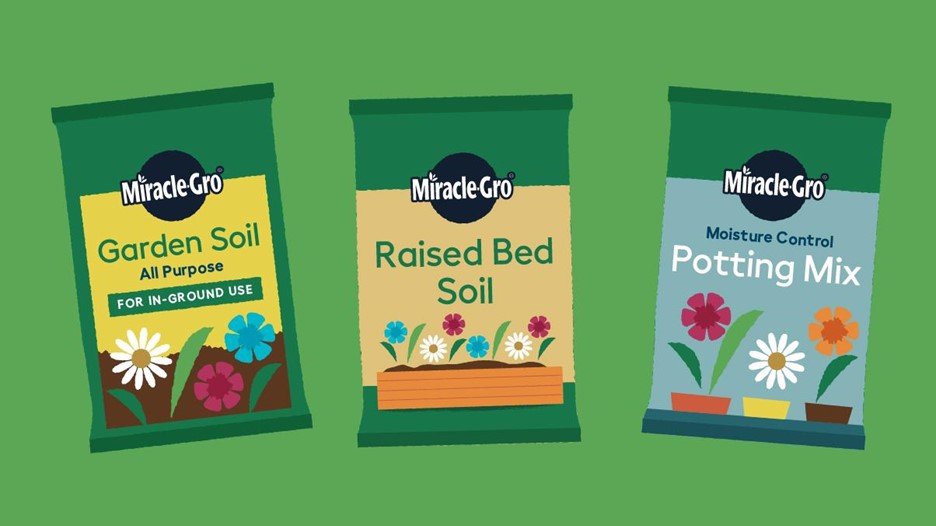 Miracle-Gro®
Garden Soil
All Purpose
FOR IN-GROUND USE
Miracle-Gro®
Raised Bed
Soil
Miracle-Gro®
Moisture Control
Potting Mix